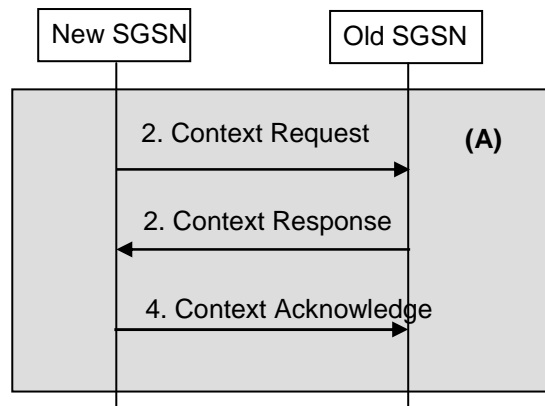 New SGSN
Old SGSN
2. Context Request
(A)
2. Context Response
4. Context Acknowledge